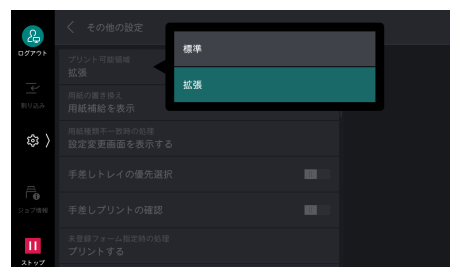 ログアウト
割り込み
ジョブ情報
ストップ
その他の設定
プリント可能領域
拡張
用紙の置き換え
用紙補給を表示
用紙種類不一致時の処理
設定変更画面を表示する
手差しトレイの優先選択
手差しプリントの確認
未登録フォーム指定時の処理
プリントする
標準
拡張